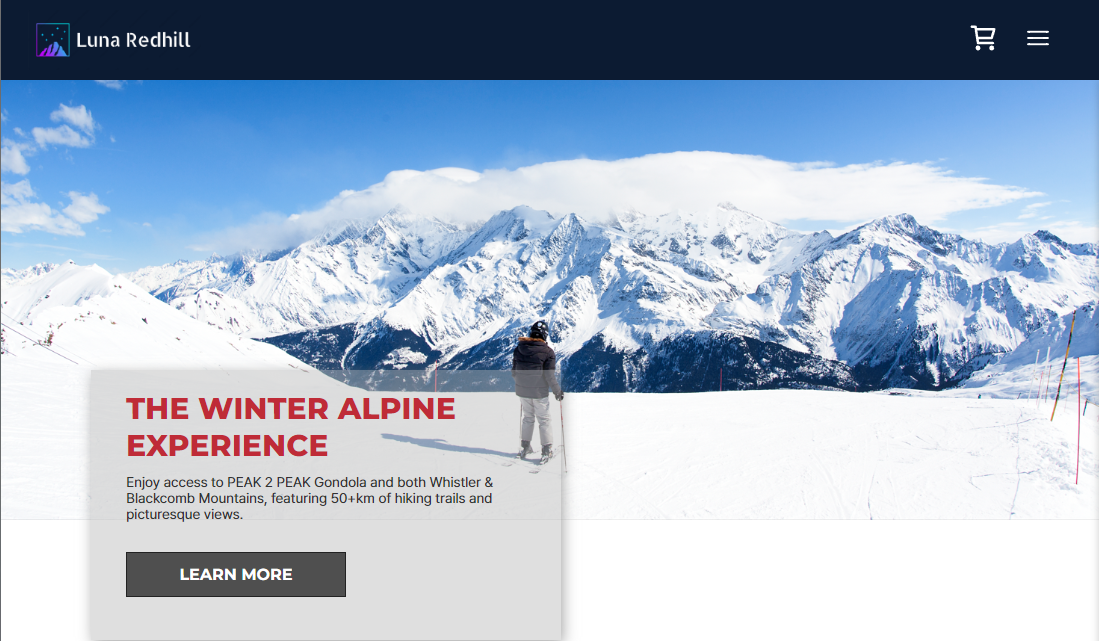 Luna Redhill
THE WINTER ALPINE
EXPERIENCE
Enjoy access to PEAK 2 PEAK Gondola and both Whistler &
Blackcomb Mountains, featuring 50+km of hiking trails and
picturesque views.
LEARN MORE